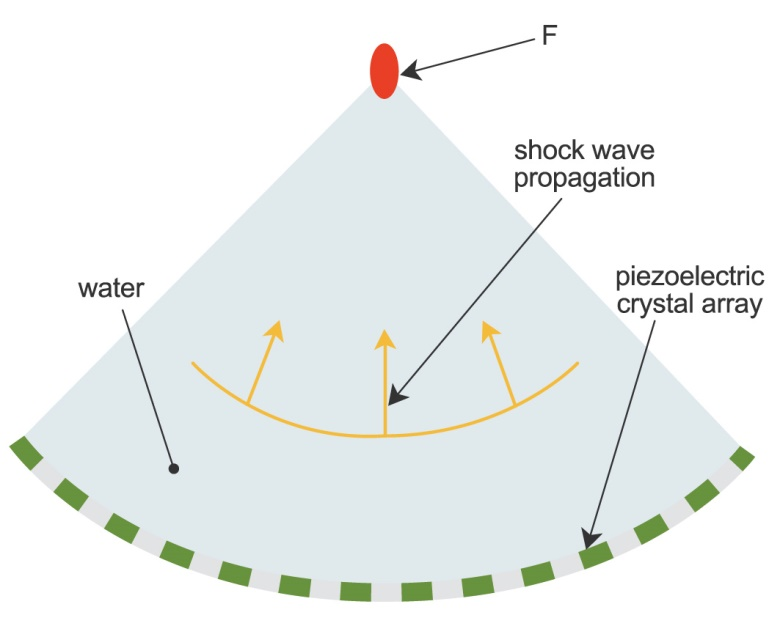 F
shock wave
propagation
water
piezoelectric
crystal array